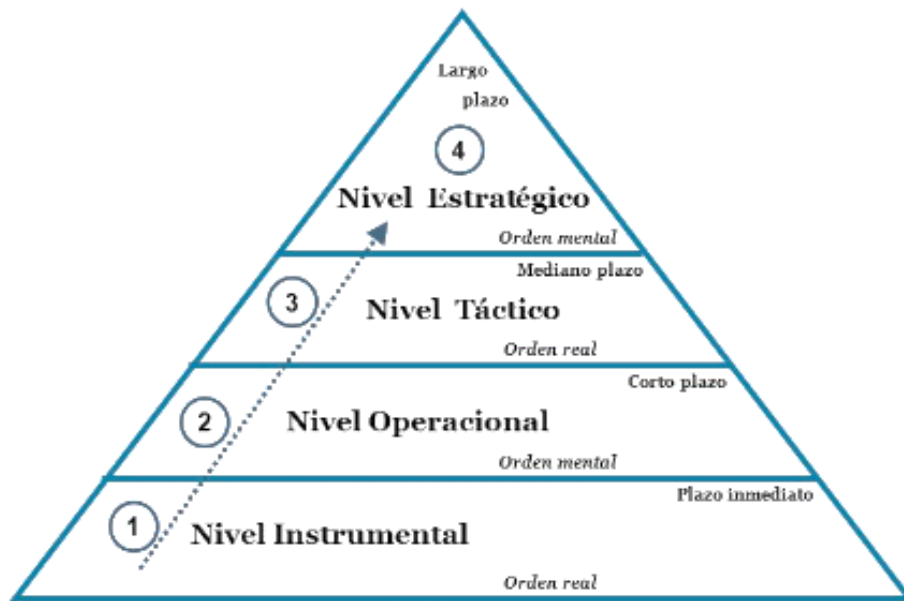 Largo
plazo
4
Nivel Estratégico
Orden mental
Mediano plazo
3
Nivel Táctico
Orden real
Corto plazo
2
Nivel Operacional
Orden mental
Plazo inmediato
1
Nivel Instrumental
Orden real